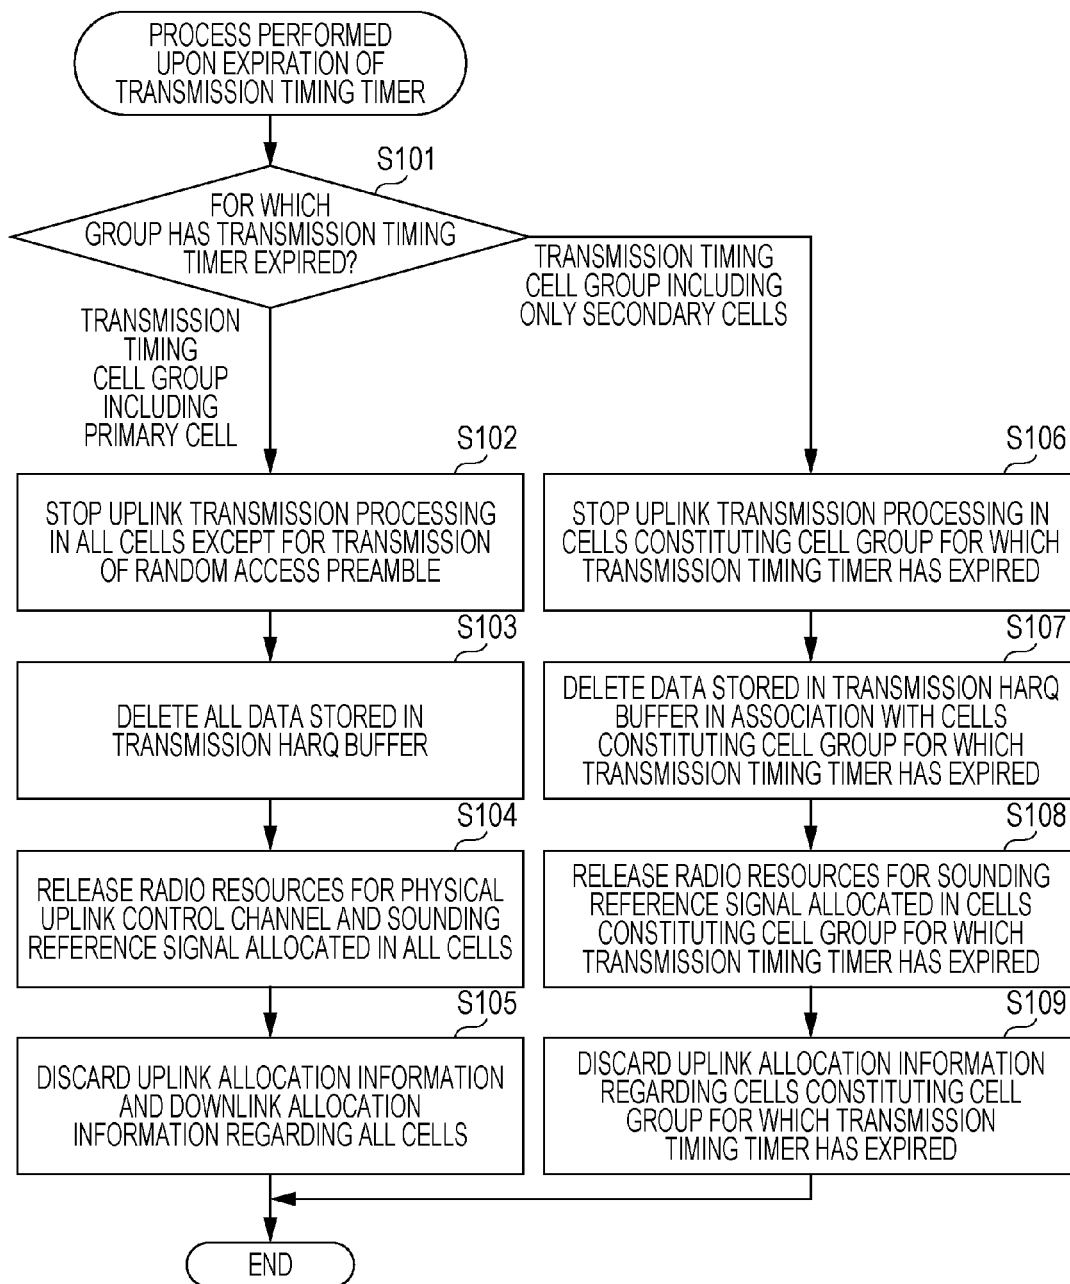 PROCESS PERFORMED
UPON EXPIRATION OF
TRANSMISSION TIMING TIMER
S101
FOR WHICH
GROUP HAS TRANSMISSION TIMING
TIMER EXPIRED?
TRANSMISSION TIMING
CELL GROUP INCLUDING
ONLY SECONDARY CELLS
TRANSMISSION
TIMING
CELL GROUP
INCLUDING
PRIMARY CELL
S102
STOP UPLINK TRANSMISSION PROCESSING
IN ALL CELLS EXCEPT FOR TRANSMISSION
OF RANDOM ACCESS PREAMBLE
S103
DELETE ALL DATA STORED IN
TRANSMISSION HARQ BUFFER
S104
RELEASE RADIO RESOURCES FOR PHYSICAL
UPLINK CONTROL CHANNEL AND SOUNDING
REFERENCE SIGNAL ALLOCATED IN ALL CELLS
S105
DISCARD UPLINK ALLOCATION INFORMATION
AND DOWNLINK ALLOCATION
INFORMATION REGARDING ALL CELLS
S106
STOP UPLINK TRANSMISSION PROCESSING IN
CELLS CONSTITUTING CELL GROUP FOR WHICH
TRANSMISSION TIMING TIMER HAS EXPIRED
S107
DELETE DATA STORED IN TRANSMISSION HARQ
BUFFER IN ASSOCIATION WITH CELLS
CONSTITUTING CELL GROUP FOR WHICH
TRANSMISSION TIMING TIMER HAS EXPIRED
S108
RELEASE RADIO RESOURCES FOR SOUNDING
REFERENCE SIGNAL ALLOCATED IN CELLS
CONSTITUTING CELL GROUP FOR WHICH
TRANSMISSION TIMING TIMER HAS EXPIRED
S109
DISCARD UPLINK ALLOCATION INFORMATION
REGARDING CELLS CONSTITUTING CELL
GROUP FOR WHICH TRANSMISSION
TIMING TIMER HAS EXPIRED
END